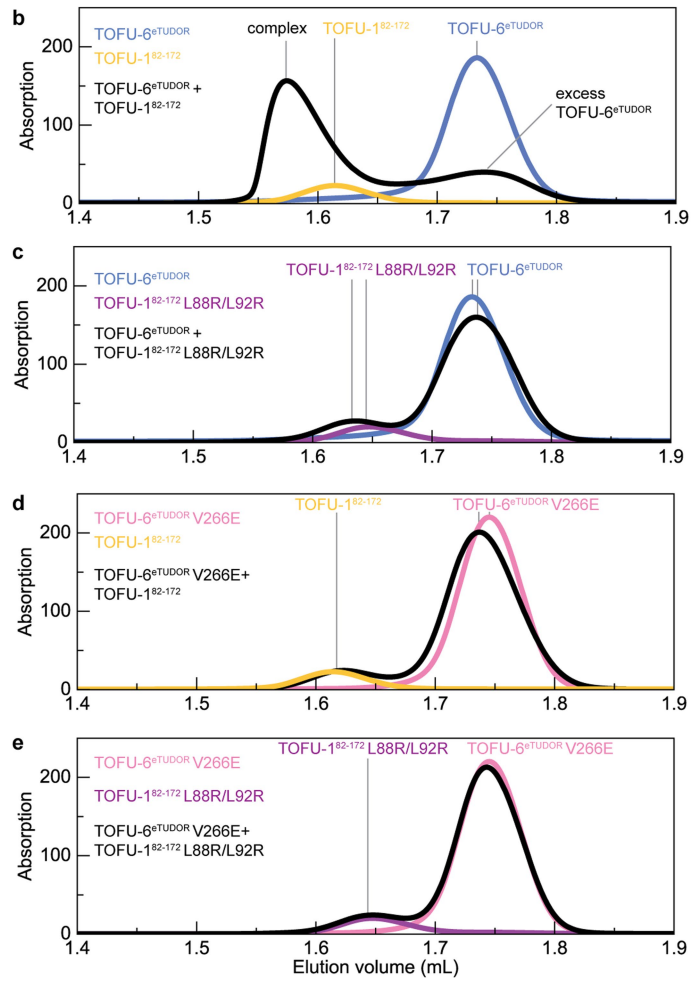 b
complex
TOFU-1⁸²⁻¹⁷²
TOFU-6ᵉᵀᵁᴰᴼᴿ
TOFU-6ᵉᵀᵁᴰᴼᴿ
TOFU-1⁸²⁻¹⁷²
TOFU-6ᵉᵀᵁᴰᴼᴿ +
TOFU-1⁸²⁻¹⁷²
excess
TOFU-6ᵉᵀᵁᴰᴼᴿ
Absorption
200
100
0
1.4 1.5 1.6 1.7 1.8 1.9
c
TOFU-1⁸²⁻¹⁷² L88R/L92R
TOFU-6ᵉᵀᵁᴰᴼᴿ
TOFU-6ᵉᵀᵁᴰᴼᴿ
TOFU-1⁸²⁻¹⁷² L88R/L92R
TOFU-6ᵉᵀᵁᴰᴼᴿ +
TOFU-1⁸²⁻¹⁷² L88R/L92R
Absorption
200
100
0
1.4 1.5 1.6 1.7 1.8 1.9
d
TOFU-1⁸²⁻¹⁷²
TOFU-6ᵉᵀᵁᴰᴼᴿ V266E
TOFU-6ᵉᵀᵁᴰᴼᴿ V266E
TOFU-1⁸²⁻¹⁷²
TOFU-6ᵉᵀᵁᴰᴼᴿ V266E+
TOFU-1⁸²⁻¹⁷²
Absorption
200
100
0
1.4 1.5 1.6 1.7 1.8 1.9
e
TOFU-1⁸²⁻¹⁷² L88R/L92R
TOFU-6ᵉᵀᵁᴰᴼᴿ V266E
TOFU-6ᵉᵀᵁᴰᴼᴿ V266E
TOFU-1⁸²⁻¹⁷² L88R/L92R
TOFU-6ᵉᵀᵁᴰᴼᴿ V266E+
TOFU-1⁸²⁻¹⁷² L88R/L92R
Absorption
200
100
0
1.4 1.5 1.6 1.7 1.8 1.9
Elution volume (mL)